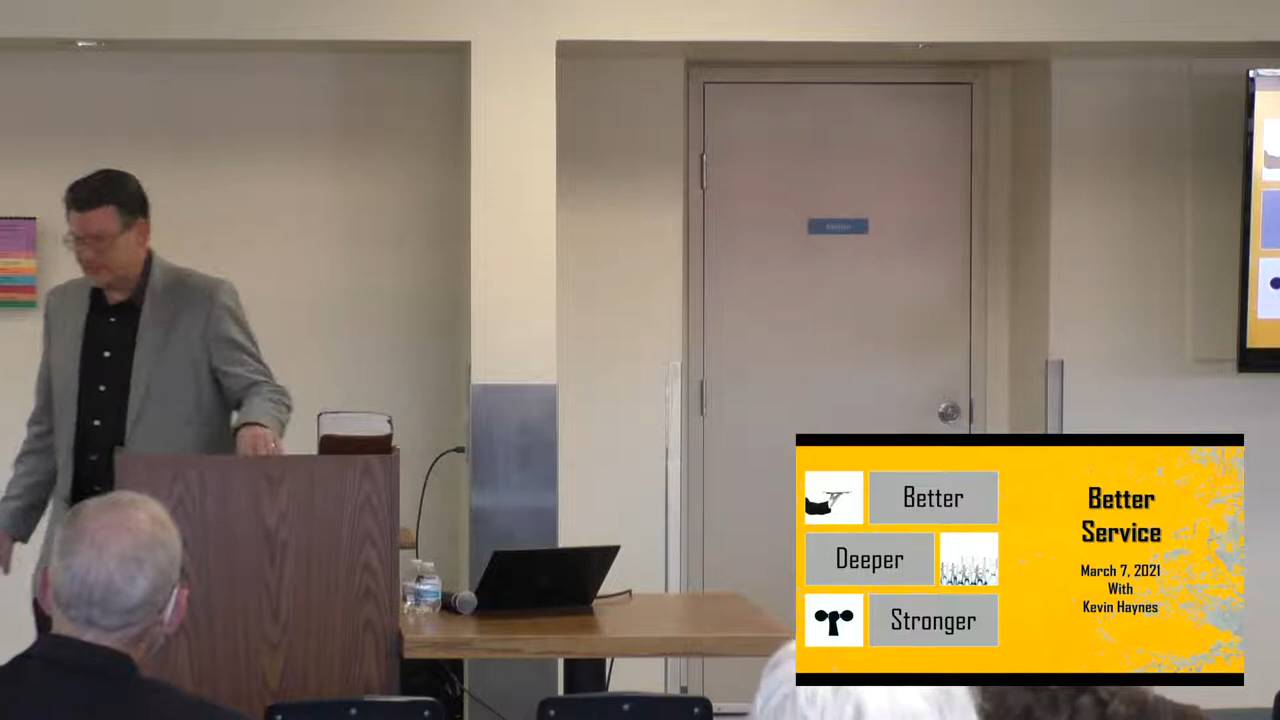 Better
Deeper
Stronger
Better
Service
March 7, 2021
With
Kevin Haynes